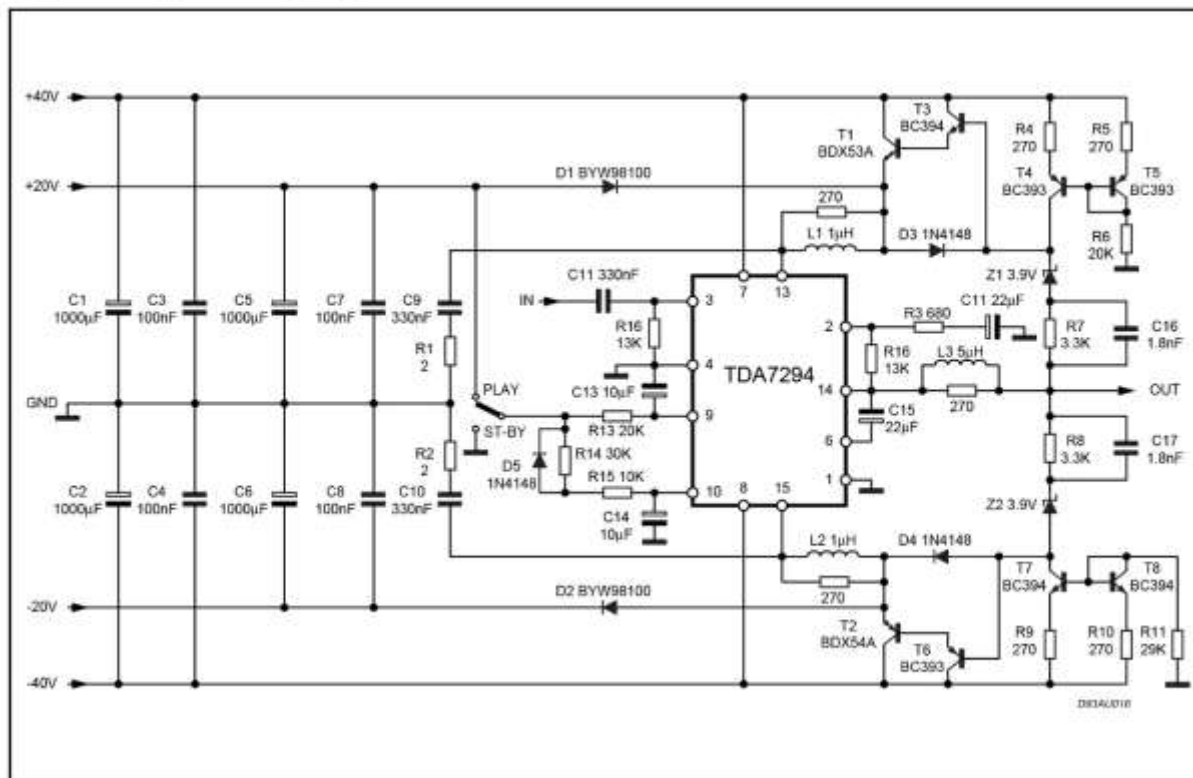 +40V
+20V
GND
-20V
-40V
C1
1000µF
C3
100nF
C5
1000µF
C7
100nF
C9
330nF
R1
2
C2
1000µF
C4
100nF
C6
1000µF
C8
100nF
R2
2
C10
330nF
D1 BYW98100
T1
BDX53A
T3
BC394
R4
270
R5
270
T4
BC393
T5
BC393
R6
20K
270
L1 1µH
D3 1N4148
Z1 3.9V
IN
C11 330nF
R16
13K
C13 10µF
PLAY
ST-BY
R13 20K
D5
1N4148
R14 30K
R15 10K
C14
10µF
3
4
9
10
7
13
TDA7294
2
14
6
1
8
15
R3 680
C11 22µF
R16
13K
L3 5µH
270
C15
22µF
R7
3.3K
C16
1.8nF
OUT
R8
3.3K
C17
1.8nF
Z2 3.9V
L2 1µH
D4 1N4148
270
D2 BYW98100
T2
BDX54A
T6
BC393
T7
BC394
T8
BC394
R9
270
R10
270
R11
29K
D93AU016